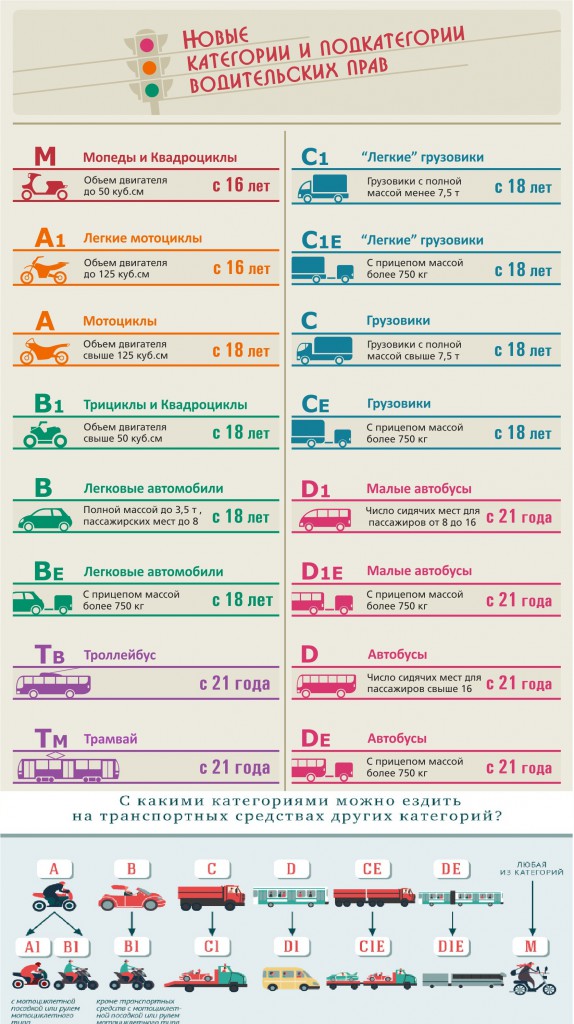 Новые
категории и подкатегории
водительских прав
M Мопеды и Квадроциклы
Объем двигателя
до 50 куб.см
с 16 лет
A1 Легкие мотоциклы
Объем двигателя
до 125 куб.см
с 16 лет
A Мотоциклы
Объем двигателя
свыше 125 куб.см
с 18 лет
B1 Трициклы и Квадроциклы
Объем двигателя
свыше 50 куб.см
с 18 лет
B Легковые автомобили
Полной массой до 3,5 т ,
пассажирских мест до 8
с 18 лет
BE Легковые автомобили
С прицепом массой
более 750 кг
с 18 лет
Тв Троллейбус
с 21 года
Тм Трамвай
с 21 года
C1 “Легкие” грузовики
Грузовики с полной
массой менее 7,5 т
с 18 лет
C1E “Легкие” грузовики
С прицепом массой
более 750 кг
с 18 лет
C Грузовики
Грузовики с полной
массой свыше 7,5 т
с 18 лет
CE Грузовики
С прицепом массой
более 750 кг
с 18 лет
D1 Малые автобусы
Число сидячих мест для
пассажиров от 8 до 16
с 21 года
D1E Малые автобусы
С прицепом массой
более 750 кг
с 21 года
D Автобусы
Число сидячих мест для
пассажиров свыше 16
с 21 года
DE Автобусы
С прицепом массой
более 750 кг
с 21 года
С какими категориями можно ездить
на транспортных средствах других категорий?
A B C D CE DE
ЛЮБАЯ
ИЗ КАТЕГОРИЙ
A1 B1 B1 C1 D1 C1E D1E M
с мотоциклетной
посадкой или рулем
мотоциклетного
типа
кроме транспортных
средств с мотоциклет-
ной посадкой или рулем
мотоциклетного типа